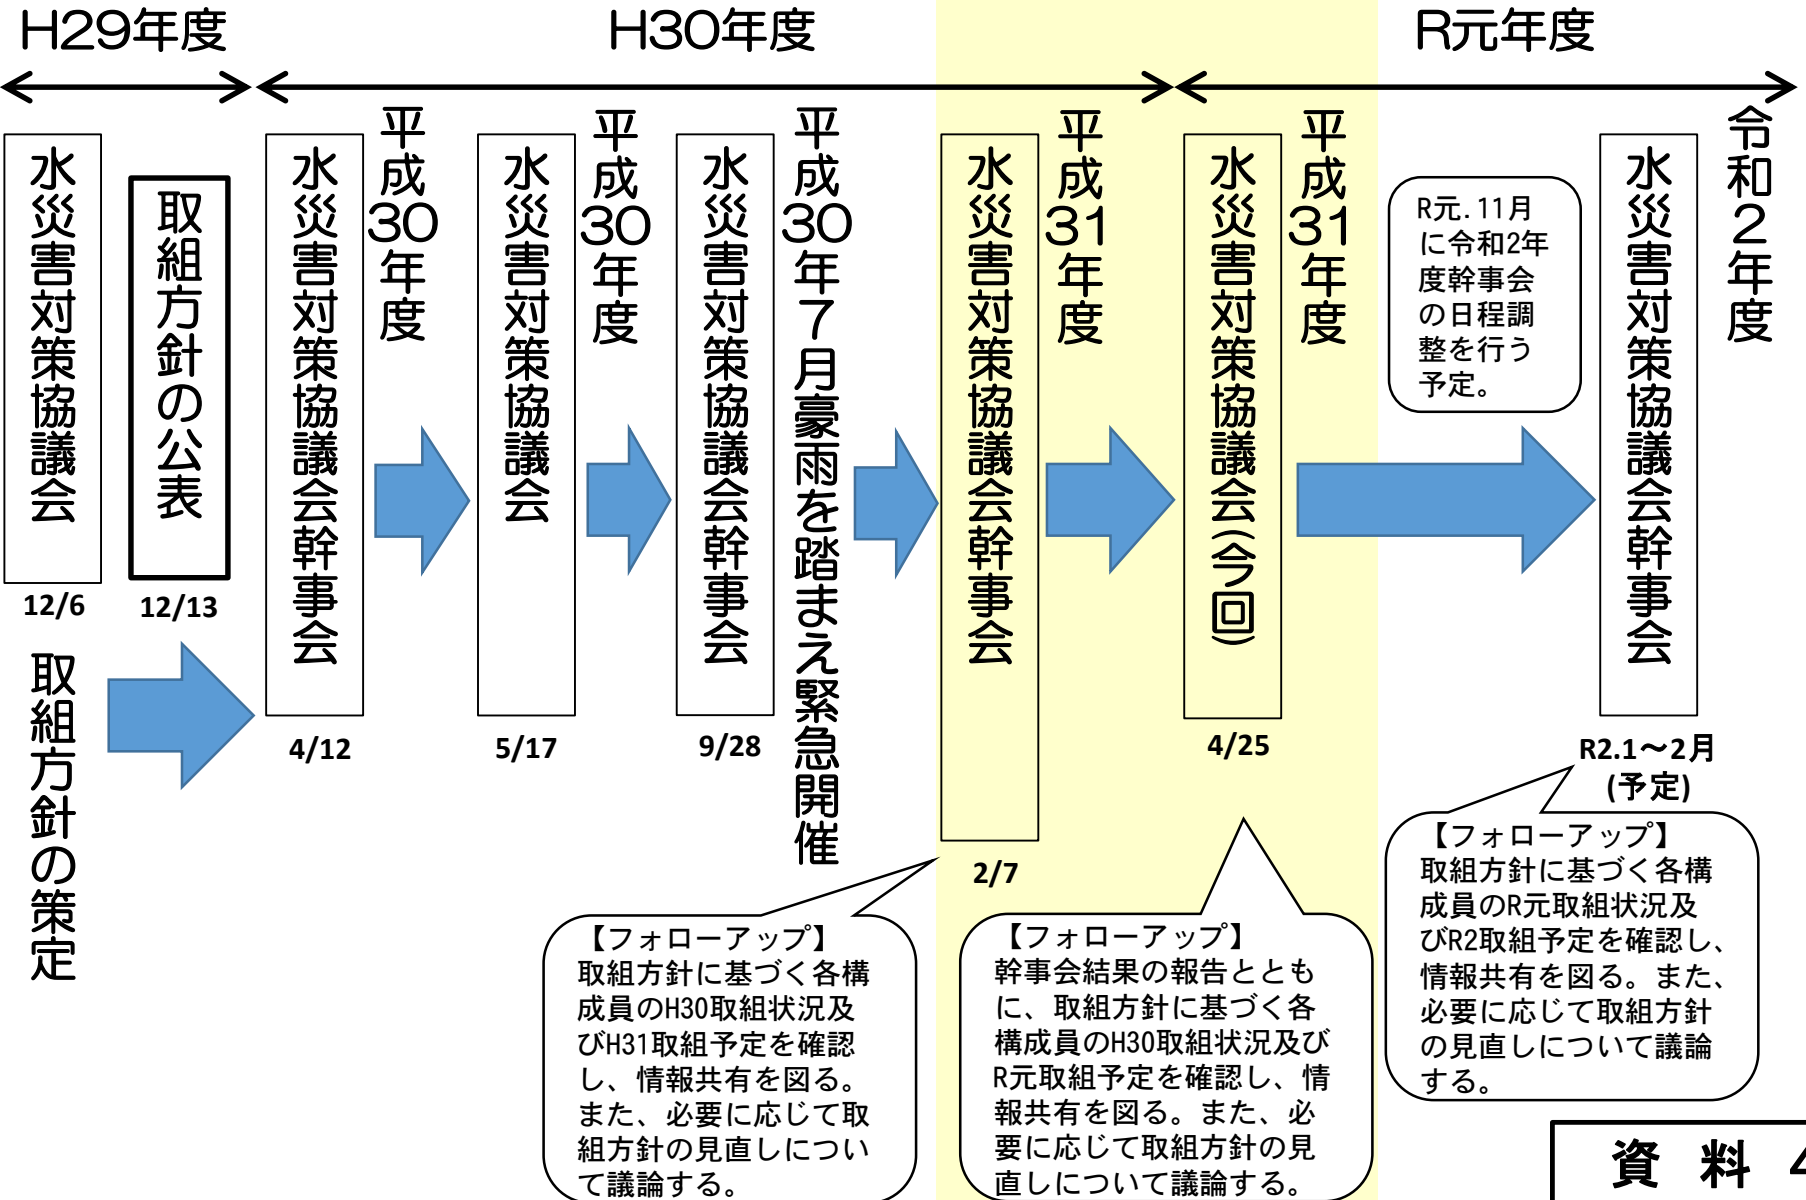 H29年度
H30年度
R元年度
水災害対策協議会
12/6
取組方針の策定
取組方針の公表
12/13
平成30年度
水災害対策協議会幹事会
4/12
平成30年度
水災害対策協議会
5/17
平成30年7月豪雨を踏まえ緊急開催
水災害対策協議会幹事会
9/28
平成31年度
水災害対策協議会幹事会
2/7
平成31年度
水災害対策協議会(今回)
4/25
R元.11月
に令和2年
度幹事会
の日程調
整を行う
予定。
令和2年度
水災害対策協議会幹事会
R2.1～2月
(予定)
【フォローアップ】
取組方針に基づく各構
成員のH30取組状況及
びH31取組予定を確認
し、情報共有を図る。
また、必要に応じて取
組方針の見直しについ
て議論する。
【フォローアップ】
幹事会結果の報告ととも
に、取組方針に基づく各
構成員のH30取組状況及び
R元取組予定を確認し、情
報共有を図る。また、必
要に応じて取組方針の見
直しについて議論する。
【フォローアップ】
取組方針に基づく各構
成員のR元取組状況及
びR2取組予定を確認し、
情報共有を図る。また、
必要に応じて取組方針
の見直しについて議論
する。
資 料 4